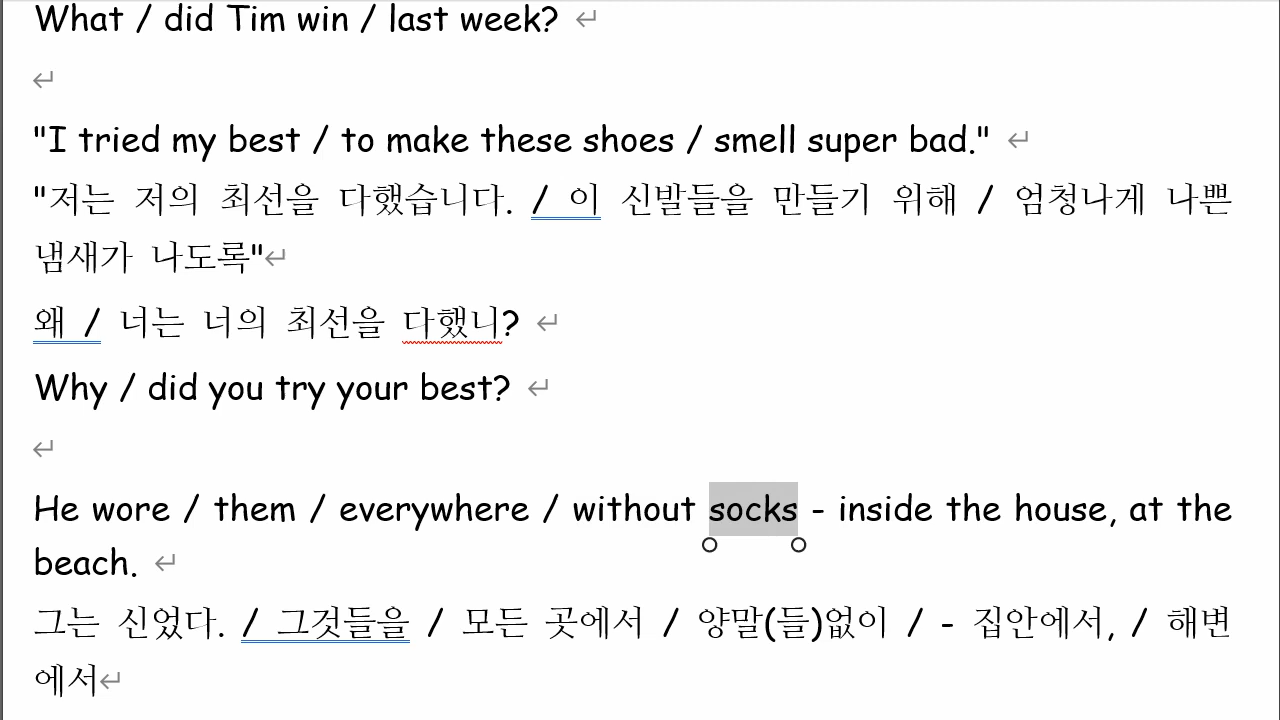 What / did Tim win / last week? ↵
↵
"I tried my best / to make these shoes / smell super bad." ↵
"저는 저의 최선을 다했습니다. / 이 신발들을 만들기 위해 / 엄청나게 나쁜
냄새가 나도록"↵
왜 / 너는 너의 최선을 다했니? ↵
Why / did you try your best? ↵
↵
He wore / them / everywhere / without socks - inside the house, at the
beach. ↵
그는 신었다. / 그것들을 / 모든 곳에서 / 양말(들)없이 / - 집안에서, / 해변
에서↵